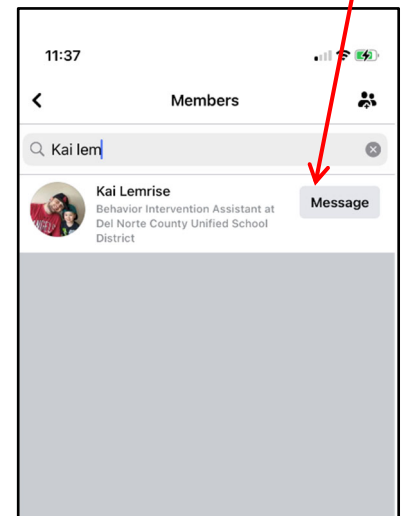 11:37
Members
Kai lem
Kai Lemrise
Behavior Intervention Assistant at
Del Norte County Unified School
District
Message